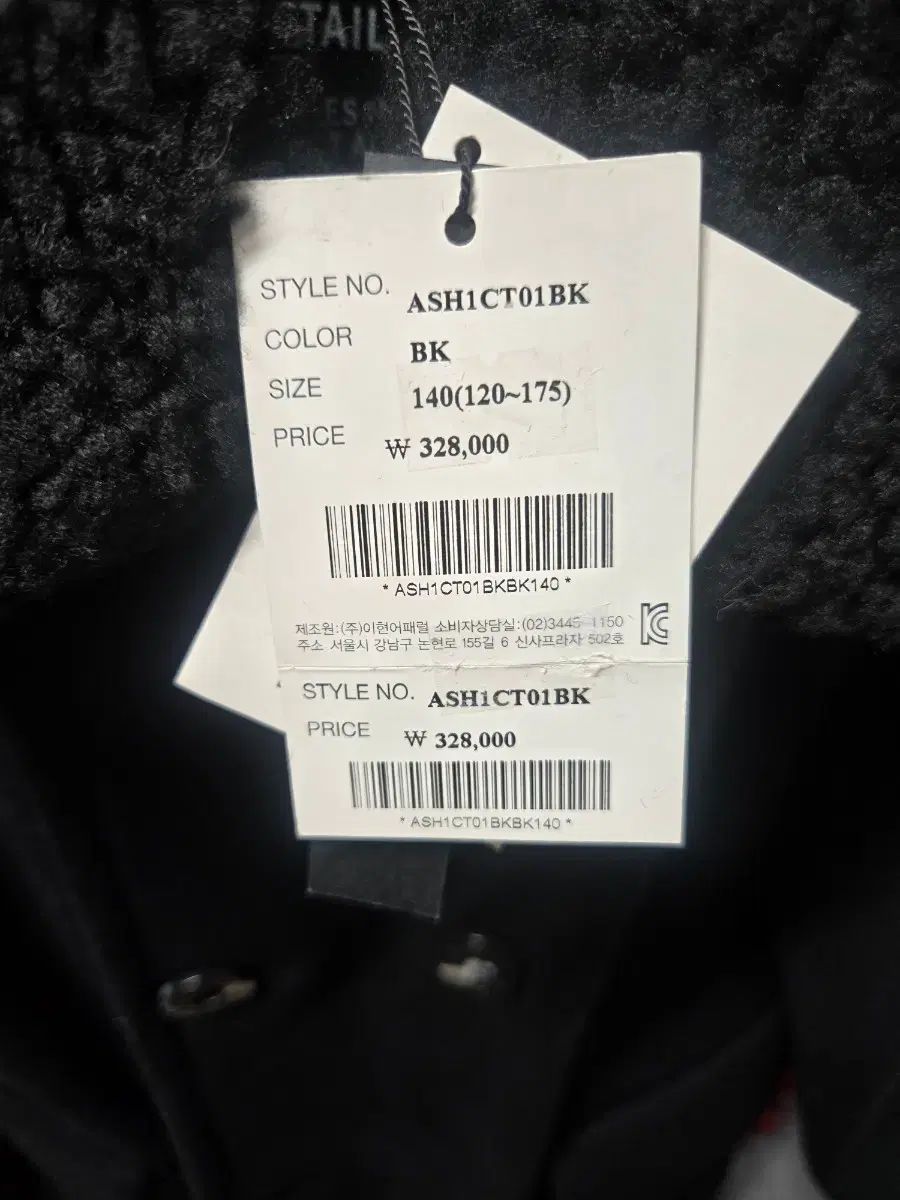 TAIL
STYLE NO. ASH1CT01BK
COLOR BK
SIZE 140(120~175)
PRICE ₩ 328,000
* ASH1CT01BKBK140 *
제조원:(주)이현어패럴 소비자상담실:(02)3445 1150
주소 서울시 강남구 논현로 155길 6 신사프라자 502호
STYLE NO. ASH1CT01BK
PRICE ₩ 328,000
* ASH1CT01BKBK140 *